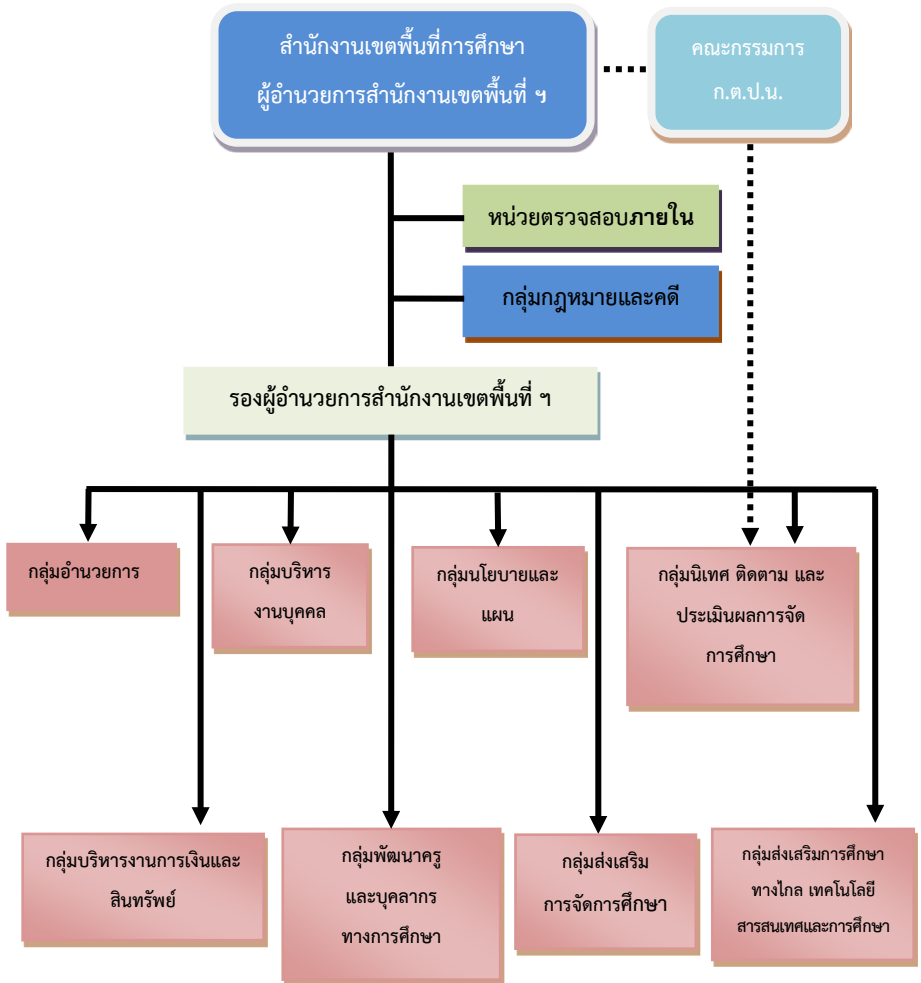 สำนักงานเขตพื้นที่การศึกษา
ผู้อำนวยการสำนักงานเขตพื้นที่ ฯ
คณะกรรมการ
ก.ต.ป.น.
หน่วยตรวจสอบภายใน
กลุ่มกฎหมายและคดี
รองผู้อำนวยการสำนักงานเขตพื้นที่ ฯ
กลุ่มอำนวยการ
กลุ่มบริหาร
งานบุคคล
กลุ่มนโยบายและ
แผน
กลุ่มนิเทศ ติดตาม และ
ประเมินผลการจัด
การศึกษา
กลุ่มบริหารงานการเงินและ
สินทรัพย์
กลุ่มพัฒนาครู
และบุคลากร
ทางการศึกษา
กลุ่มส่งเสริม
การจัดการศึกษา
กลุ่มส่งเสริมการศึกษา
ทางไกล เทคโนโลยี
สารสนเทศและการศึกษา